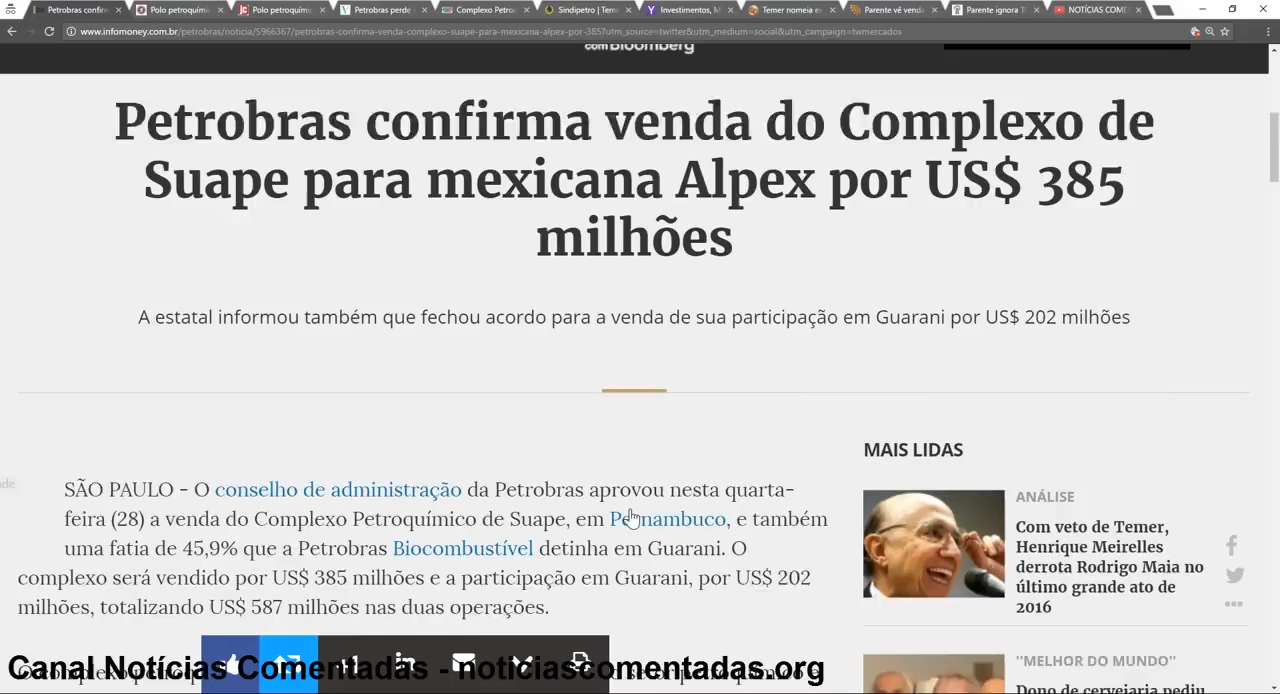 Petrobras confirm
Polo petroquími
Polo petroquími
Petrobras perde
Complexo Petroq
Sindipetro | Tem
Investimentos, M
Temer nomeia ex
Parente vê vend
Parente ignora T
NOTÍCIAS COME
www.infomoney.com.br/petrobras/noticia/5966367/petrobras-confirma-venda-complexo-suape-para-mexicana-alpex-por-385?utm_source=twitter&utm_medium=social&utm_campaign=twmercados
com Bloomberg
Petrobras confirma venda do Complexo de
Suape para mexicana Alpex por US$ 385
milhões
A estatal informou também que fechou acordo para a venda de sua participação em Guarani por US$ 202 milhões
SÃO PAULO - O conselho de administração da Petrobras aprovou nesta quarta-
feira (28) a venda do Complexo Petroquímico de Suape, em Pernambuco, e também
uma fatia de 45,9% que a Petrobras Biocombustível detinha em Guarani. O
complexo será vendido por US$ 385 milhões e a participação em Guarani, por US$ 202
milhões, totalizando US$ 587 milhões nas duas operações.
MAIS LIDAS
ANÁLISE
Com veto de Temer,
Henrique Meirelles
derrota Rodrigo Maia no
último grande ato de
2016
"MELHOR DO MUNDO"
Dono de cervejaria pediu
Canal Notícias Comentadas - noticiascomentadas.org